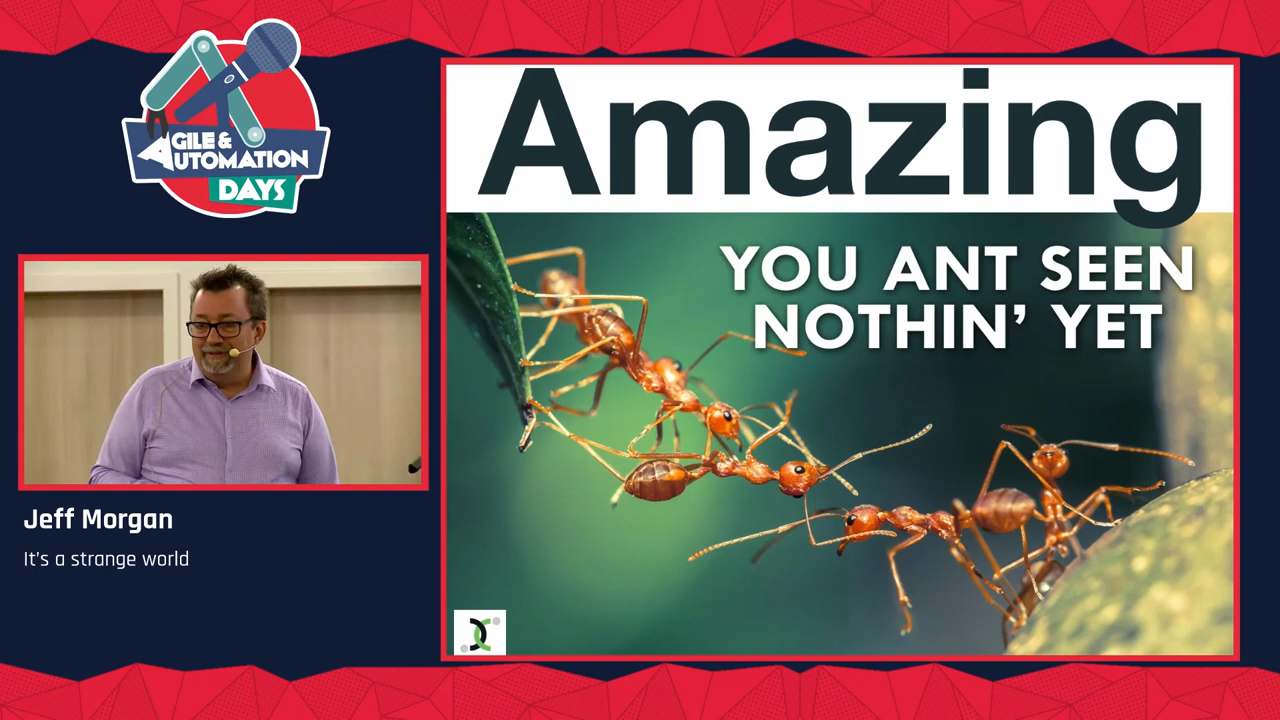 AGILE &
AUTOMATION
DAYS
Jeff Morgan
It's a strange world
Amazing
YOU ANT SEEN
NOTHIN' YET